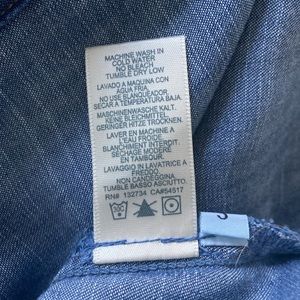 MACHINE WASH IN
COLD WATER
NO BLEACH
TUMBLE DRY LOW
LAVADO A MAQUINA CON
AGUA FRIA.
NO USE BLANQUEADOR
SECAR A TEMPERATURA BAJA.
MASCHINENWASCHE KALT.
KEINE BLEICHMITTEL.
GERINGER HITZE TROCKNEN.
LAVER EN MACHINE À
L'EAU FROIDE.
BLANCHIMENT INTERDIT.
SECHAGE MODÉRÉ
EN TAMBOUR.
LAVAGGIO IN LAVATRICE A
FREDDO.
NON CANDEGGINA.
TUMBLE BASSO ASCIUTTO.
RN# 132734 CA#54517